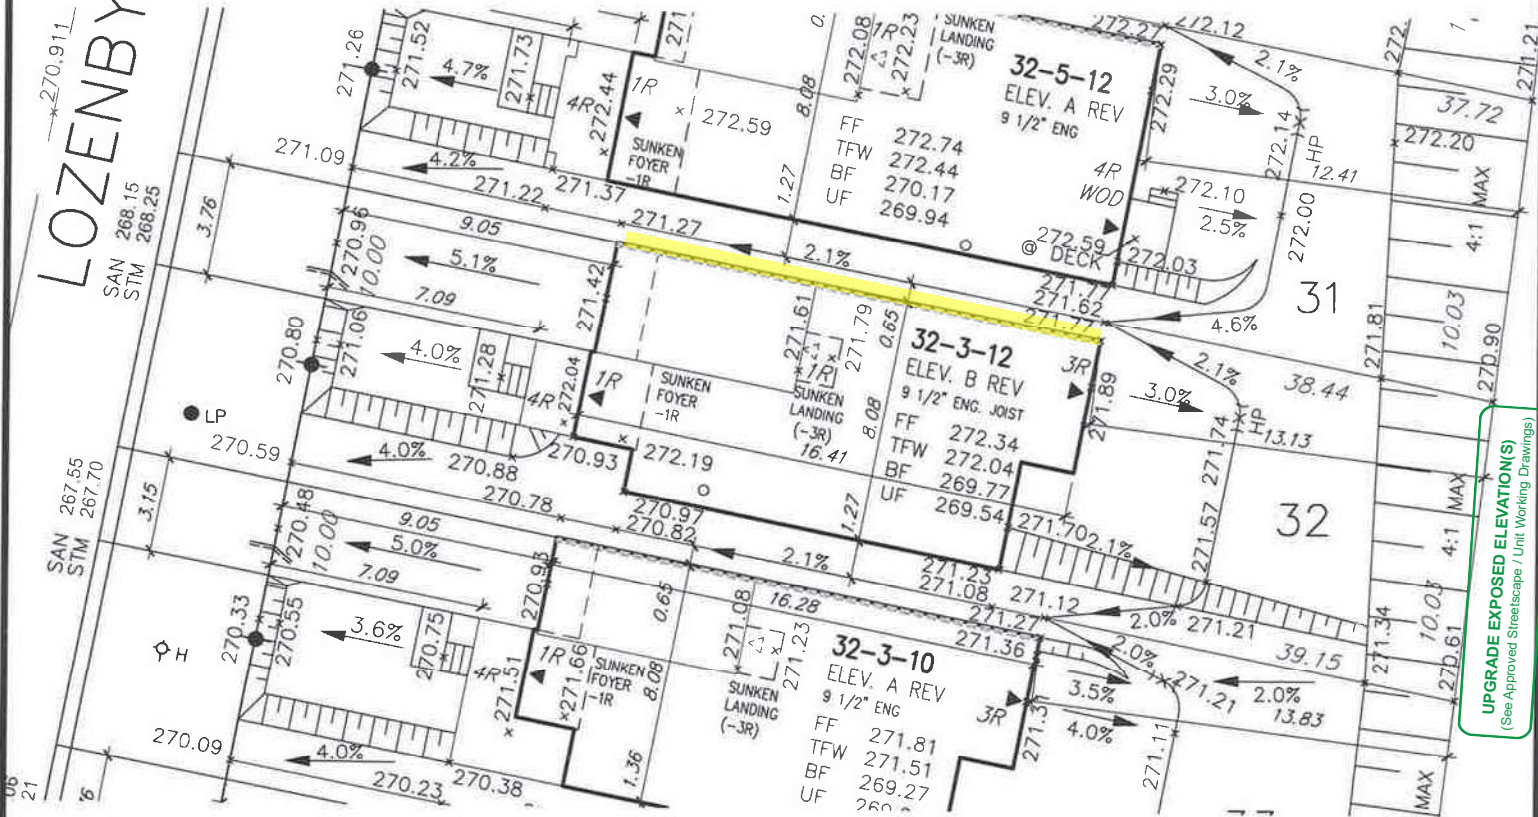 LOZENBY
270.911
SAN 268.15
STM 268.25
3.76
271.26
271.52
4.7%
271.73
4R
272.44
1R
272.59
SUNKEN
FOYER
-1R
8.08
1.27
272.08
1R
272.23
SUNKEN
LANDING
(-3R)
32-5-12
ELEV. A REV
9 1/2" ENG
FF 272.74
TFW 272.44
BF 270.17
UF 269.94
4R
WOD
272.59
@ DECK
272.27
272.12
2.1%
272.29
3.0%
272.14
HP
12.41
272.10
2.5%
272.00
272.03
37.72
272.20
MAX
4:1
271.21
31
271.09
4.2%
271.22
271.37
271.27
2.1%
271.77
271.62
271.77
4.6%
271.81
10.03
270.90
9.05
270.96
10.00
5.1%
7.09
271.42
270.80
271.06
4.0%
271.28
4R
272.04
1R
SUNKEN
FOYER
-1R
271.61
1R
271.79
0.65
SUNKEN
LANDING
(-3R)
16.41
8.08
32-3-12
ELEV. B REV
9 1/2" ENG. JOIST
FF 272.34
TFW 272.04
BF 269.77
UF 269.54
3R
271.89
2.1%
3.0%
38.44
271.74
HP
13.13
271.57
32
MAX
4:1
10.03
LP
270.59
4.0%
270.88
270.93
272.19
270.78
270.97
270.82
1.27
2.1%
271.70
2.1%
271.23
271.08
271.12
271.27
2.0%
271.21
271.34
270.61
SAN 267.55
STM 267.70
3.15
270.48
10.00
9.05
5.0%
7.09
270.93
0.65
16.28
271.36
2.0%
39.15
H
270.33
270.55
3.6%
270.75
4R
271.51
1R
271.66
SUNKEN
FOYER
-1R
8.08
271.08
271.23
SUNKEN
LANDING
(-3R)
32-3-10
ELEV. A REV
9 1/2" ENG
FF 271.81
TFW 271.51
BF 269.27
UF
3R
271.31
3.5%
4.0%
271.21
2.0%
13.83
271.11
MAX
270.09
4.0%
270.23
270.38
1.36
21
UPGRADE EXPOSED ELEVATION(S)
(See Approved Streetscape / Unit Working Drawings)